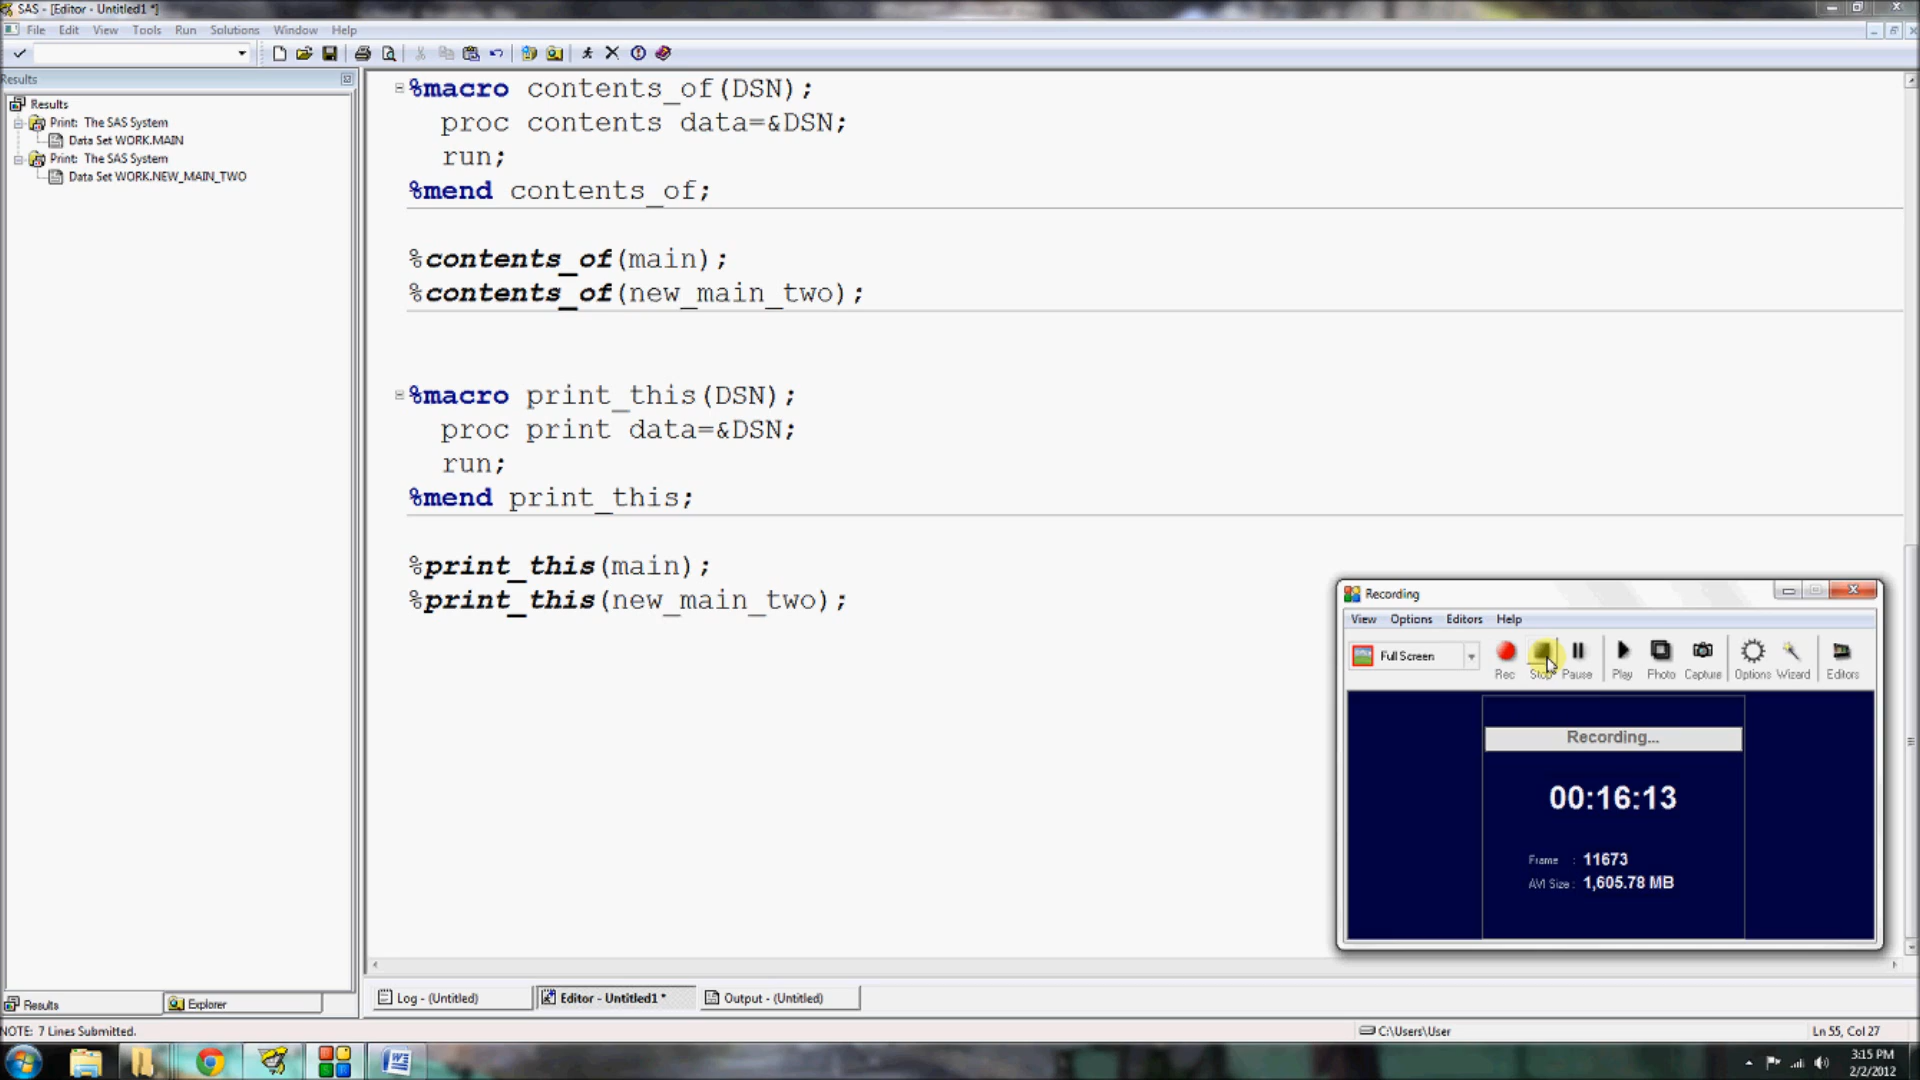 SAS - [Editor - Untitled1 *]
File Edit View Tools Run Solutions Window Help
Results
Results
Print: The SAS System
Data Set WORK.MAIN
Print: The SAS System
Data Set WORK.NEW_MAIN_TWO
%macro contents_of(DSN);
proc contents data=&DSN;
run;
%mend contents_of;
%contents_of(main);
%contents_of(new_main_two);
%macro print_this(DSN);
proc print data=&DSN;
run;
%mend print_this;
%print_this(main);
%print_this(new_main_two);
Recording
View Options Editors Help
Full Screen
Rec Stop Pause Play Photo Capture Options Wizard Editors
Recording...
00:16:13
Frame : 11673
AVI Size : 1,605.78 MB
Results Explorer
Log - (Untitled) Editor - Untitled1 * Output - (Untitled)
NOTE: 7 Lines Submitted.
C:\Users\User
Ln 55, Col 27
3:15 PM
2/2/2012